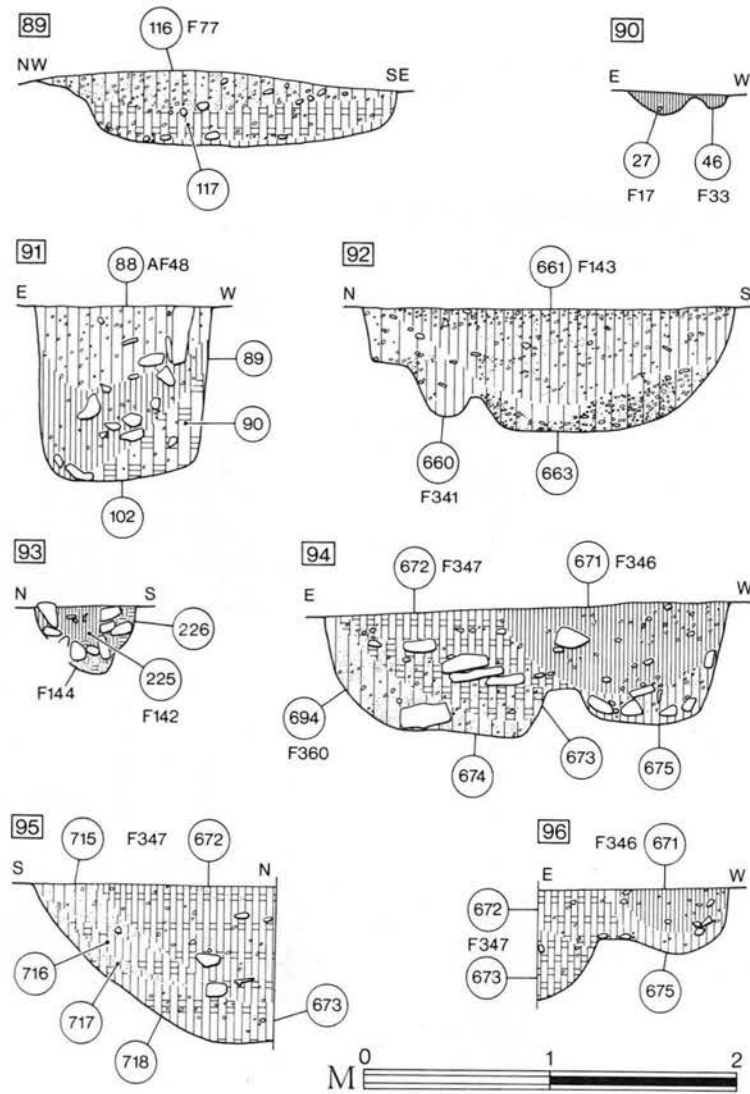 89
116 F77
NW SE
117
90
E W
27 46
F17 F33
91
88 AF48
E W
89
90
102
92
661 F143
N S
660 663
F341
93
N S
226
225
F144 F142
94
672 F347 671 F346
E W
694 673
F360 674 675
95
715 F347 672
S N
716
717 673
718
96
F346 671
E W
672
F347
673 675
M 0 1 2